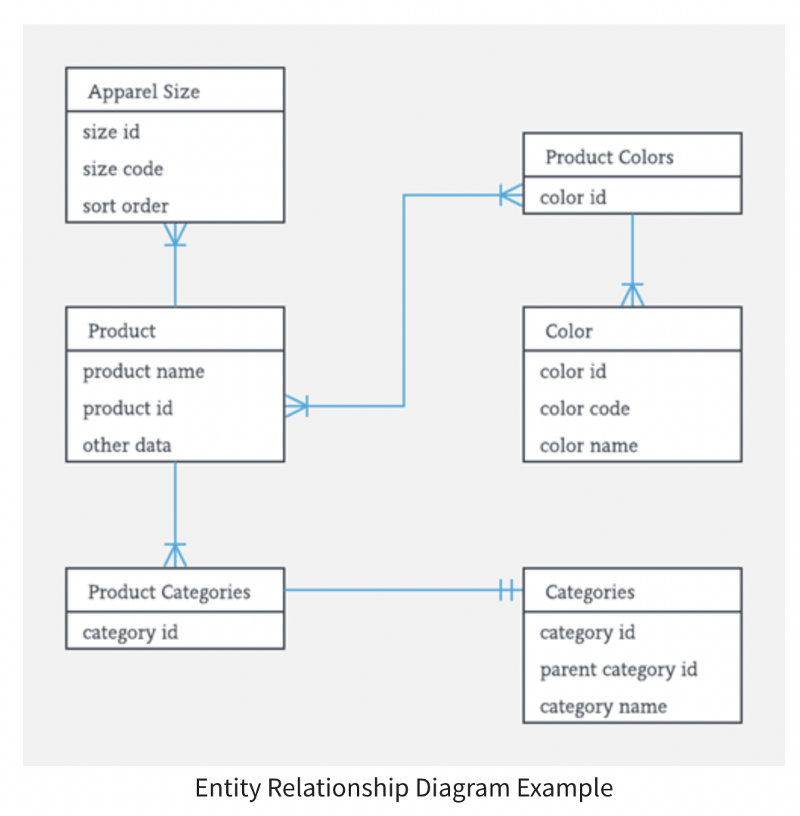 Apparel Size
size id
size code
sort order
Product Colors
color id
Product
product name
product id
other data
Color
color id
color code
color name
Product Categories
category id
Categories
category id
parent category id
category name
Entity Relationship Diagram Example